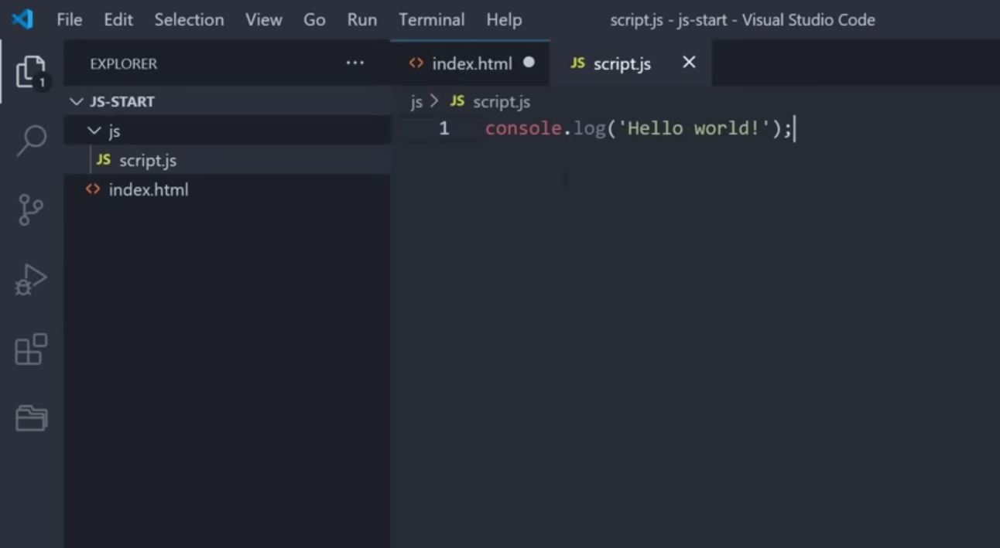 File Edit Selection View Go Run Terminal Help script.js - js-start - Visual Studio Code
EXPLORER ··· <> index.html ● JS script.js ×
1
JS-START
js > JS script.js
js
1 console.log('Hello world!');
JS script.js
<> index.html